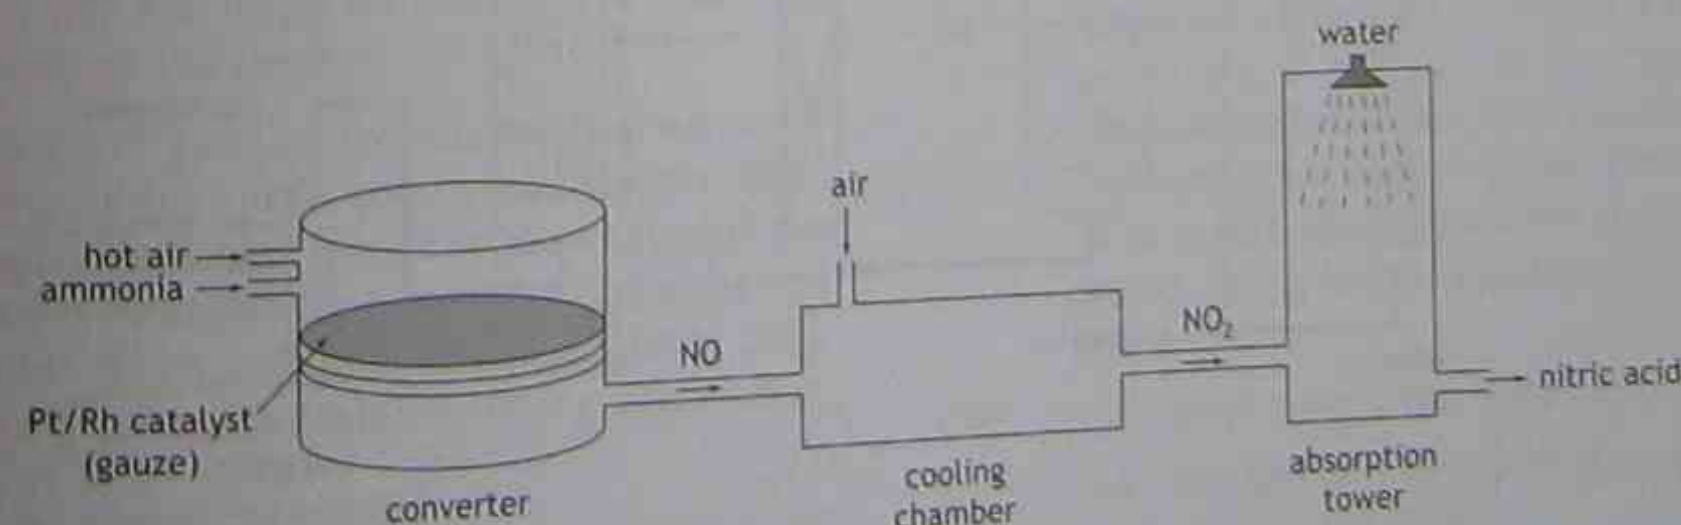 water
air
hot air
ammonia
NO
NO₂
nitric acid
Pt/Rh catalyst
(gauze)
converter
cooling
chamber
absorption
tower